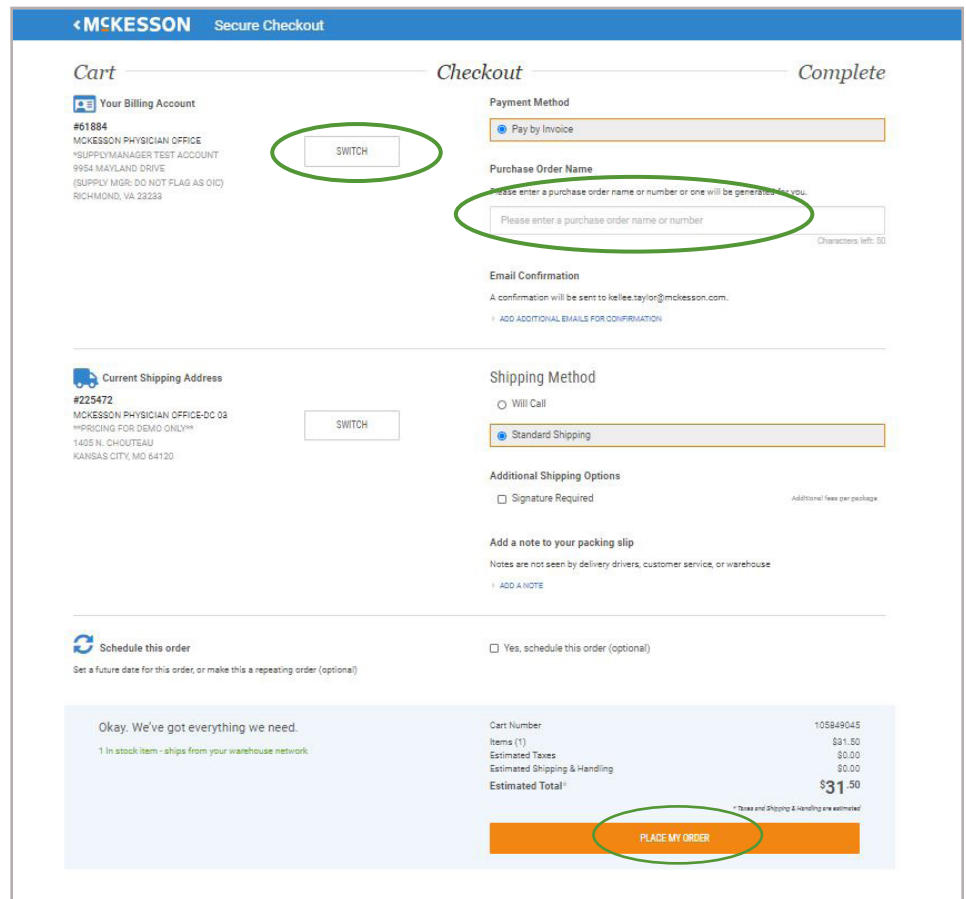 MCKESSON Secure Checkout
Cart Checkout Complete
Your Billing Account
#61884
MCKESSON PHYSICIAN OFFICE
*SUPPLYMANAGER TEST ACCOUNT
9954 MAYLAND DRIVE
(SUPPLY MGR: DO NOT FLAG AS OIC)
RICHMOND, VA 23233
SWITCH
Payment Method
Pay by Invoice
Purchase Order Name
Please enter a purchase order name or number or one will be generated for you.
Please enter a purchase order name or number
Characters left: 50
Email Confirmation
A confirmation will be sent to kellee.taylor@mckesson.com.
ADD ADDITIONAL EMAILS FOR CONFIRMATION
Current Shipping Address
#225472
MCKESSON PHYSICIAN OFFICE-DC 03
**PRICING FOR DEMO ONLY**
1405 N. CHOUTEAU
KANSAS CITY, MO 64120
SWITCH
Shipping Method
Will Call
Standard Shipping
Additional Shipping Options
Signature Required Additional fees per package
Add a note to your packing slip
Notes are not seen by delivery drivers, customer service, or warehouse
ADD A NOTE
Schedule this order
Set a future date for this order, or make this a repeating order (optional)
Yes, schedule this order (optional)
Okay. We've got everything we need.
1 In stock item - ships from your warehouse network
Cart Number 105849045
Items (1) $31.50
Estimated Taxes $0.00
Estimated Shipping & Handling $0.00
Estimated Total* $31.50
* Taxes and Shipping & Handling are estimated
PLACE MY ORDER